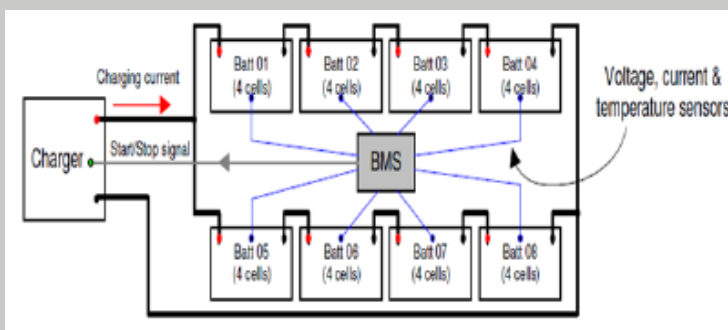 Batt 01
(4 cells)
Batt 02
(4 cells)
Batt 03
(4 cells)
Batt 04
(4 cells)
Charging current
Voltage, current &
temperature sensors
Charger
Start/Stop signal
BMS
Batt 05
(4 cells)
Batt 06
(4 cells)
Batt 07
(4 cells)
Batt 08
(4 cells)